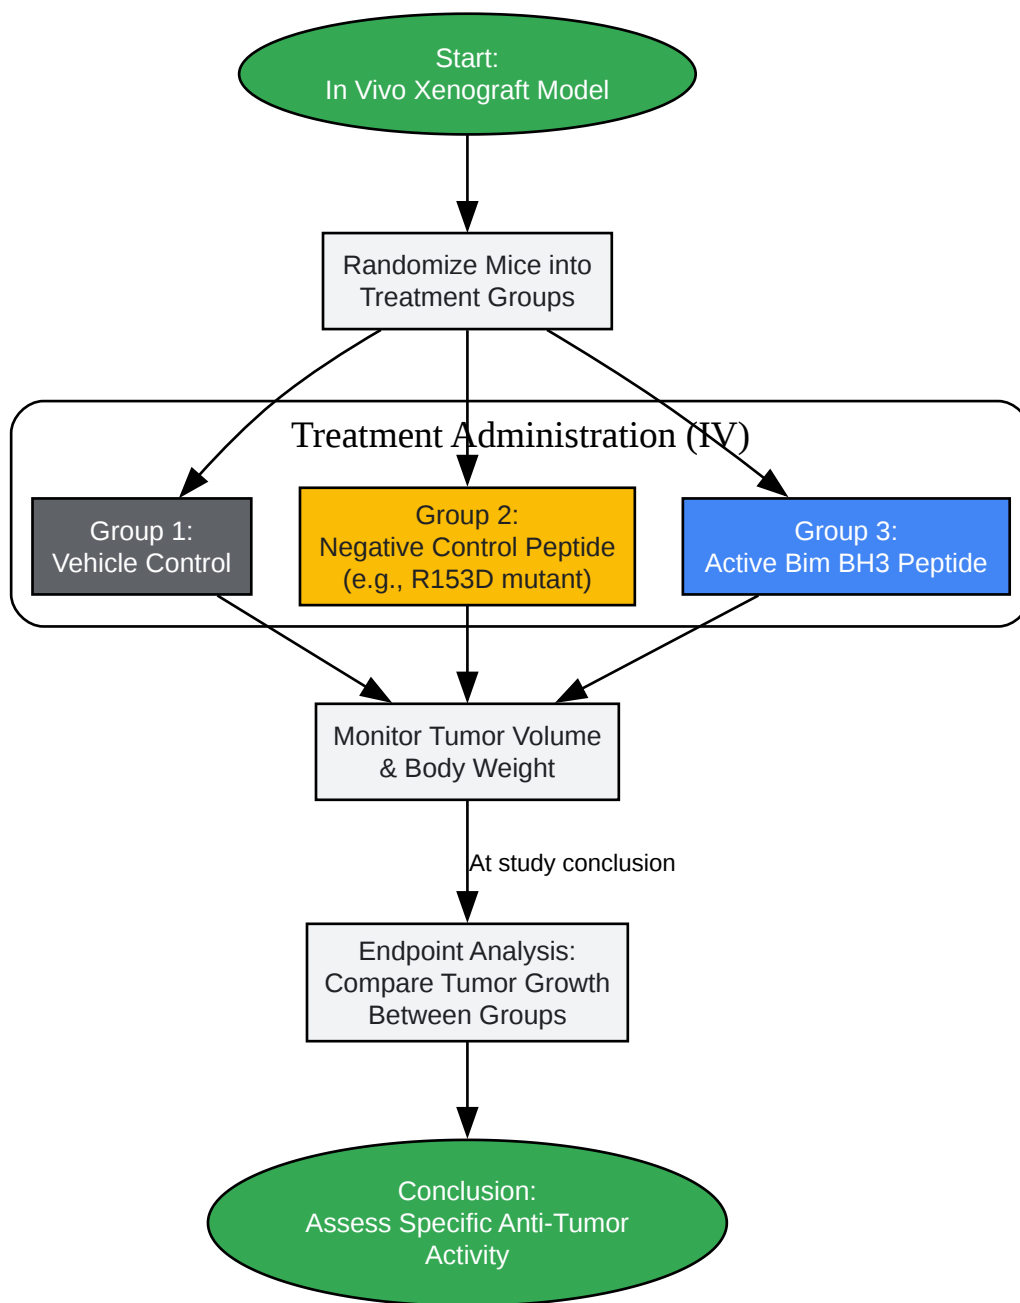 Start:
In Vivo Xenograft Model
Randomize Mice into
Treatment Groups
Treatment Administration (IV)
Group 1:
Vehicle Control
Group 2:
Negative Control Peptide
(e.g., R153D mutant)
Group 3:
Active Bim BH3 Peptide
Monitor Tumor Volume
& Body Weight
At study conclusion
Endpoint Analysis:
Compare Tumor Growth
Between Groups
Conclusion:
Assess Specific Anti-Tumor
Activity